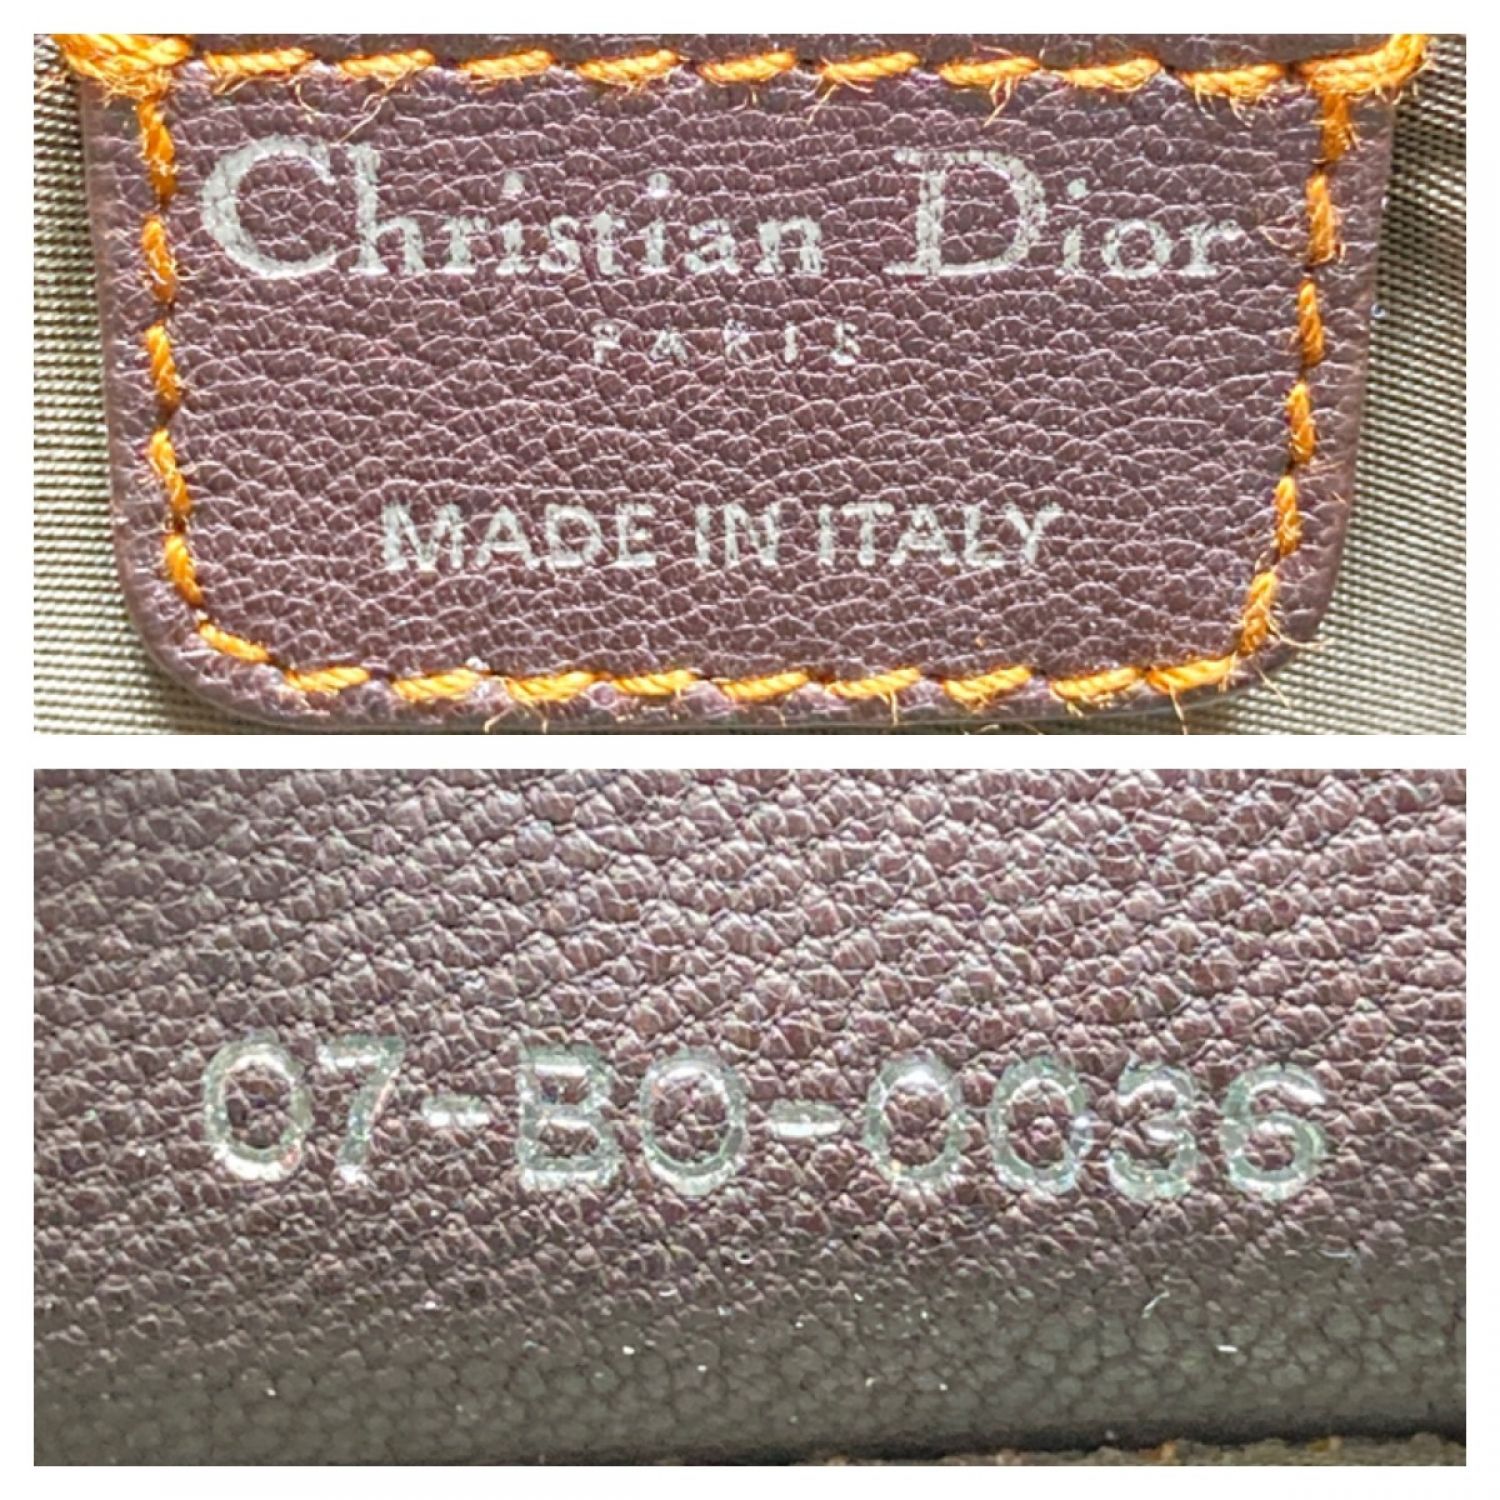 Christian Dior
PARIS
MADE IN ITALY
07-BO-0036